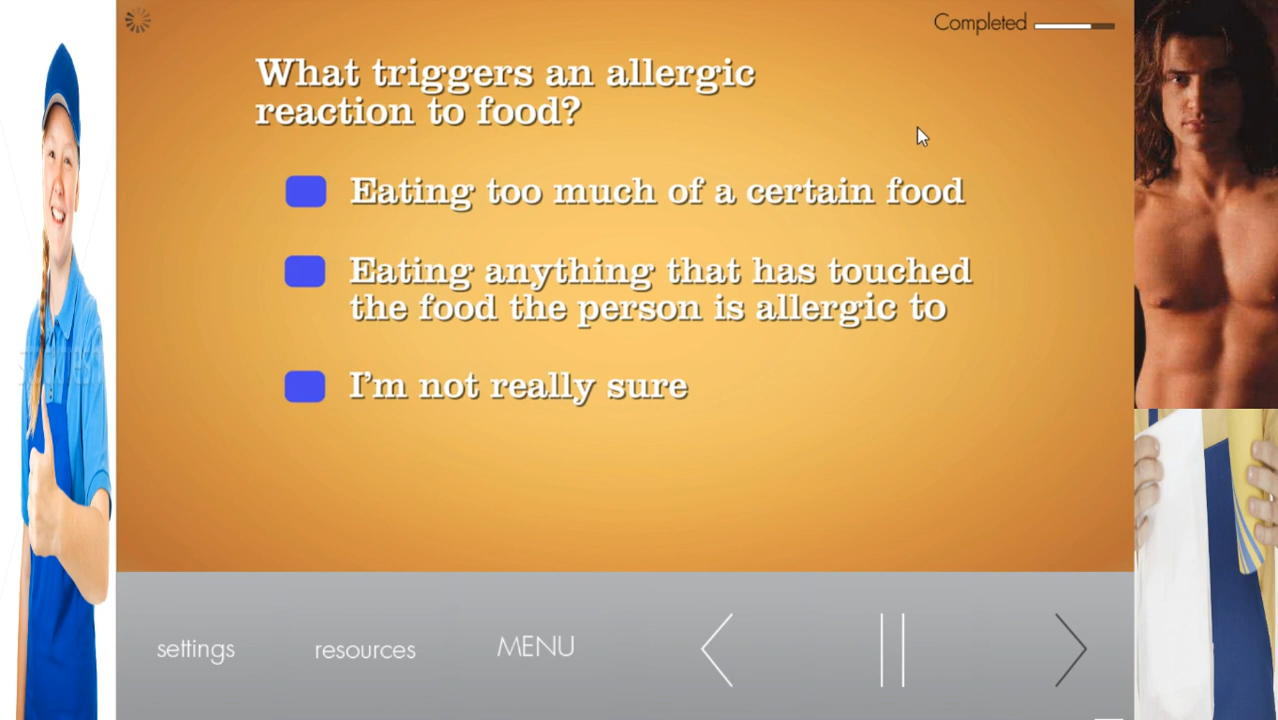 Completed
What triggers an allergic
reaction to food?
Eating too much of a certain food
Eating anything that has touched
the food the person is allergic to
I'm not really sure
settings
resources
MENU